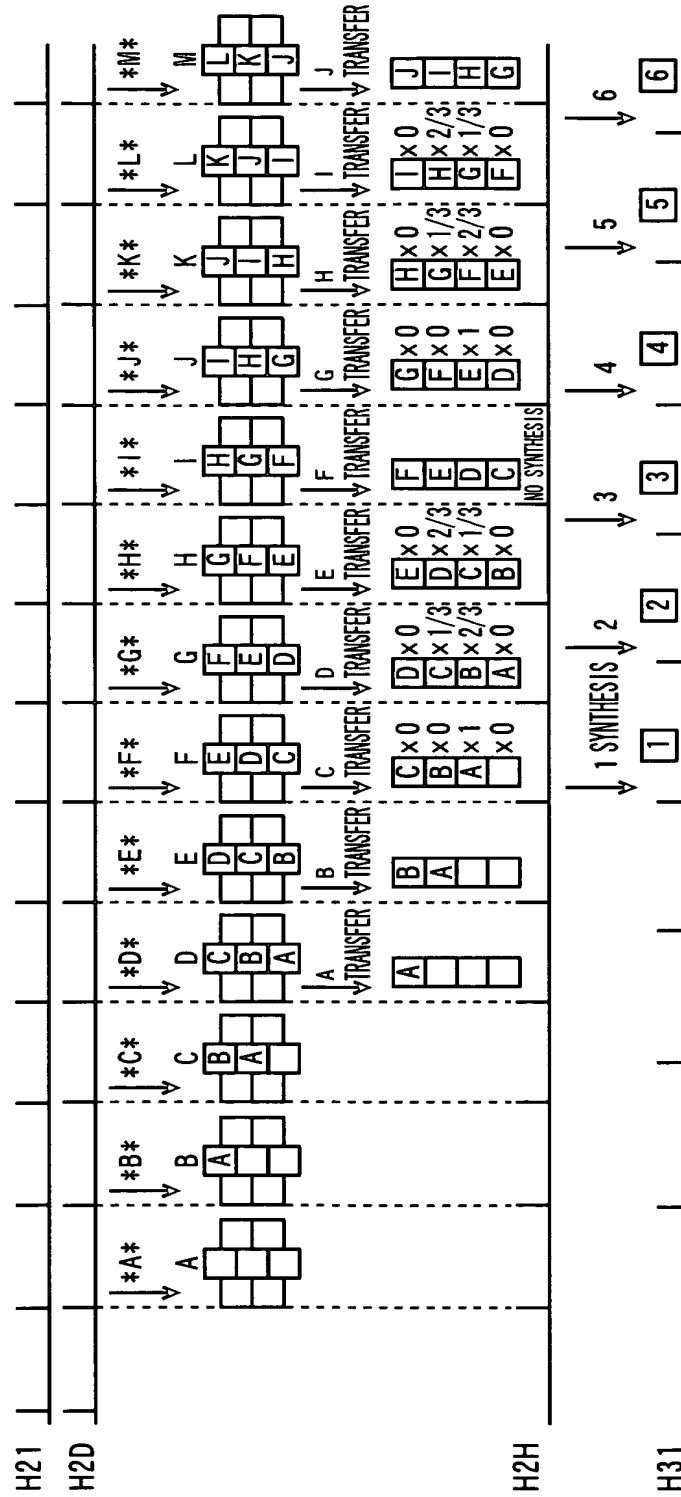 H21
H2D
*A* *B* *C* *D* *E* *F* *G* *H* *I* *J* *K* *L* *M*
A B C D E F G H I J K L M
A B C D E F G H I J K L
A B C D E F G H I J K
A B C D E F G H I J
A B C D E F G H I J
TRANSFER TRANSFER TRANSFER TRANSFER TRANSFER TRANSFER TRANSFER TRANSFER TRANSFER TRANSFER
A B C×0 D×0 E×0 F G×0 H×0 I×0 J
A B×0 C×1/3 D×2/3 E F×0 G×1/3 H×2/3 I
A×1 B×2/3 C×1/3 D E×1 F×2/3 G×1/3 H
×0 A×0 B×0 C D×0 E×0 F×0 G
NO SYNTHESIS
H2H
1 SYNTHESIS 2 3 4 5 6
H31 1 2 3 4 5 6